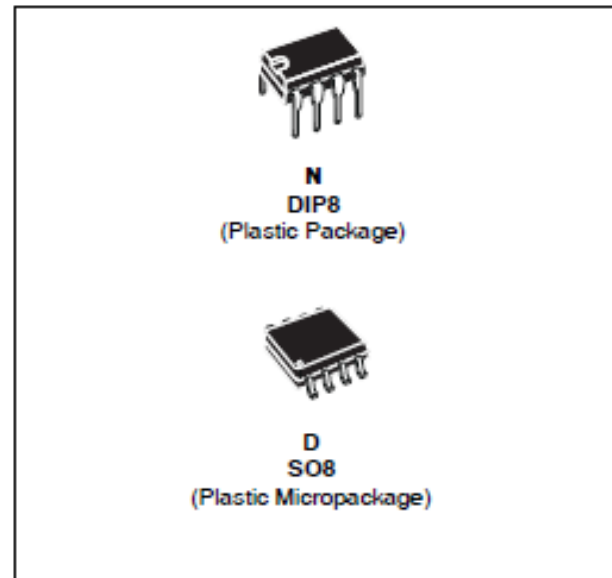 N
DIP8
(Plastic Package)
D
SO8
(Plastic Micropackage)